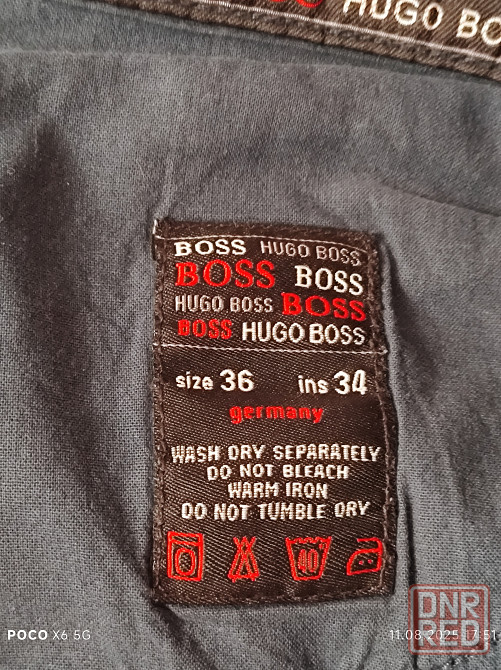 HUGO BO
BOSS HUGO BOSS
BOSS BOSS
HUGO BOSS BOSS
BOSS HUGO BOSS
size 36 ins 34
germany
WASH DRY SEPARATELY
DO NOT BLEACH
WARM IRON
DO NOT TUMBLE DRY
40
DNR
RED
POCO X6 5G
11.08.2025 17:51